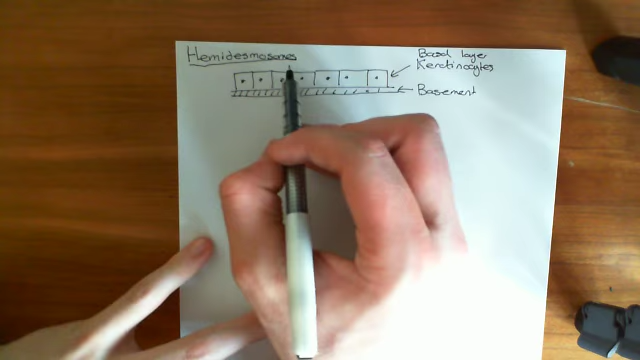 Hemidesmosomes
Basal layer
Keratinocytes
Basement